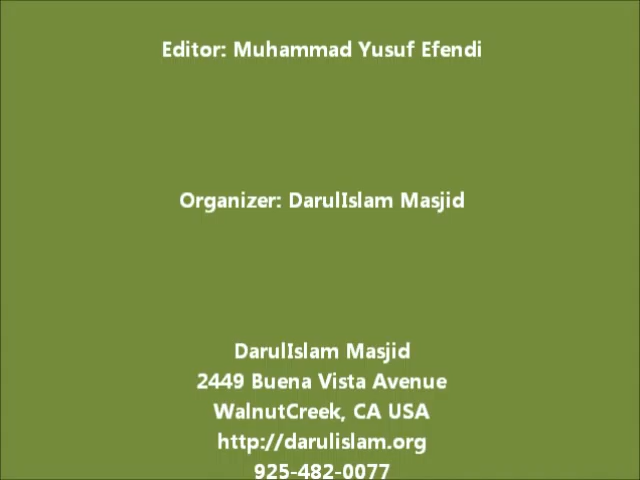 Editor: Muhammad Yusuf Efendi
Organizer: DarulIslam Masjid
DarulIslam Masjid
2449 Buena Vista Avenue
WalnutCreek, CA USA
http://darulislam.org
925-482-0077